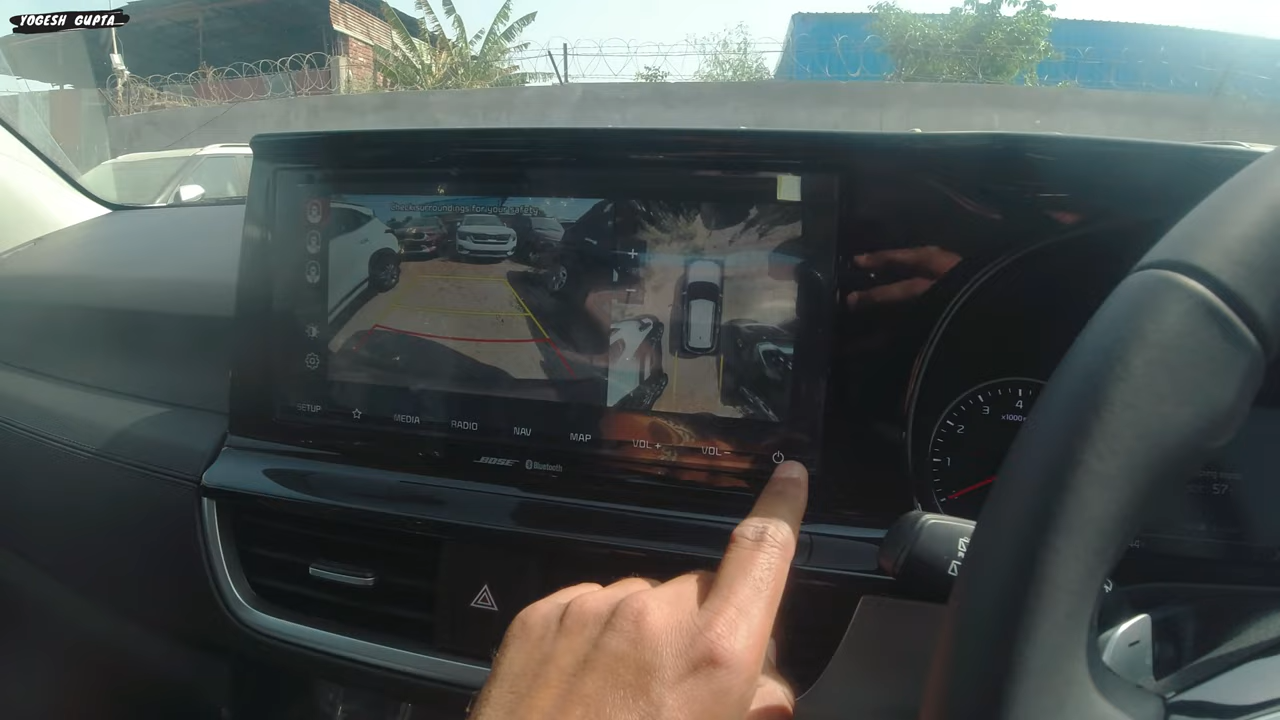 YOGESH GUPTA
Check surroundings for your safety
SETUP
MEDIA
RADIO
NAV
MAP
VOL +
VOL -
BOSE
Bluetooth
1
2
3
4
x1000r